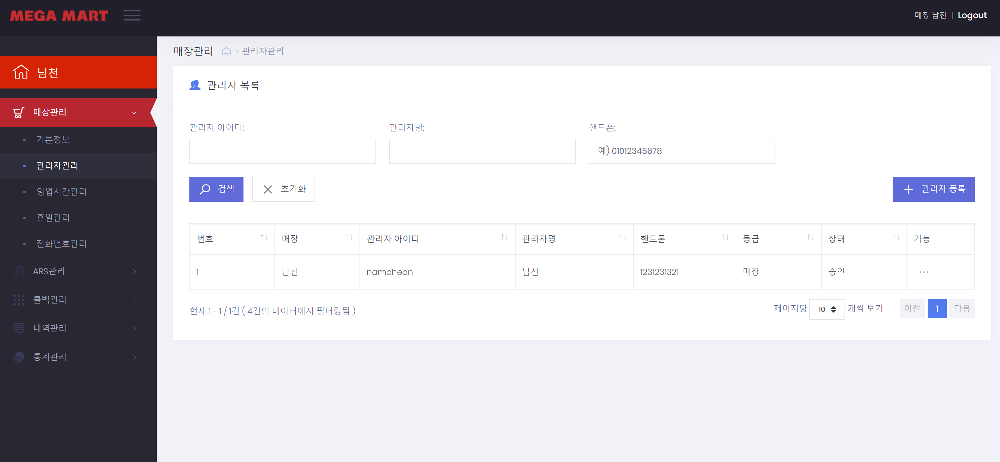 MEGA MART
매장 남천 | Logout
남천
매장관리
기본정보
관리자관리
영업시간관리
휴일관리
전화번호관리
ARS관리
콜백관리
내역관리
통계관리
매장관리 • 관리자관리
관리자 목록
관리자 아이디: 관리자명: 핸드폰:
예) 01012345678
검색 초기화 관리자 등록
번호 매장 관리자 아이디 관리자명 핸드폰 등급 상태 기능
1 남천 namcheon 남천 1231231321 매장 승인 ...
현재 1 - 1 / 1건 ( 4건의 데이터에서 필터링됨 ) 페이지당 10 개씩 보기 이전 1 다음